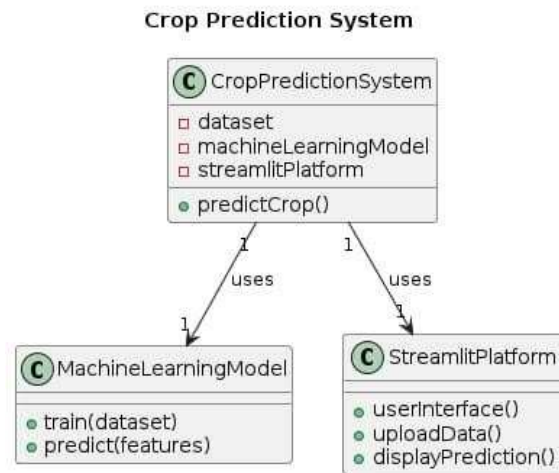 Crop Prediction System
C CropPredictionSystem
dataset
machineLearningModel
streamlitPlatform
predictCrop()
1 1
uses uses
1 1
C MachineLearningModel
train(dataset)
predict(features)
C StreamlitPlatform
userInterface()
uploadData()
displayPrediction()